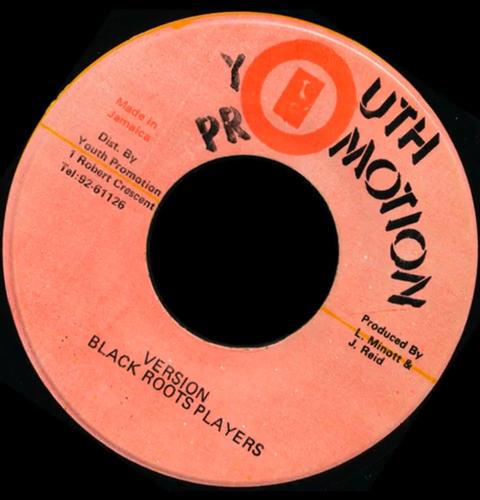 YOUTH
PROMOTION
Made in
Jamaica
Dist. By
Youth Promotion
1 Robert Crescent
Tel:92-61126
Produced By
L. Minott &
J. Reid
VERSION
BLACK ROOTS PLAYERS